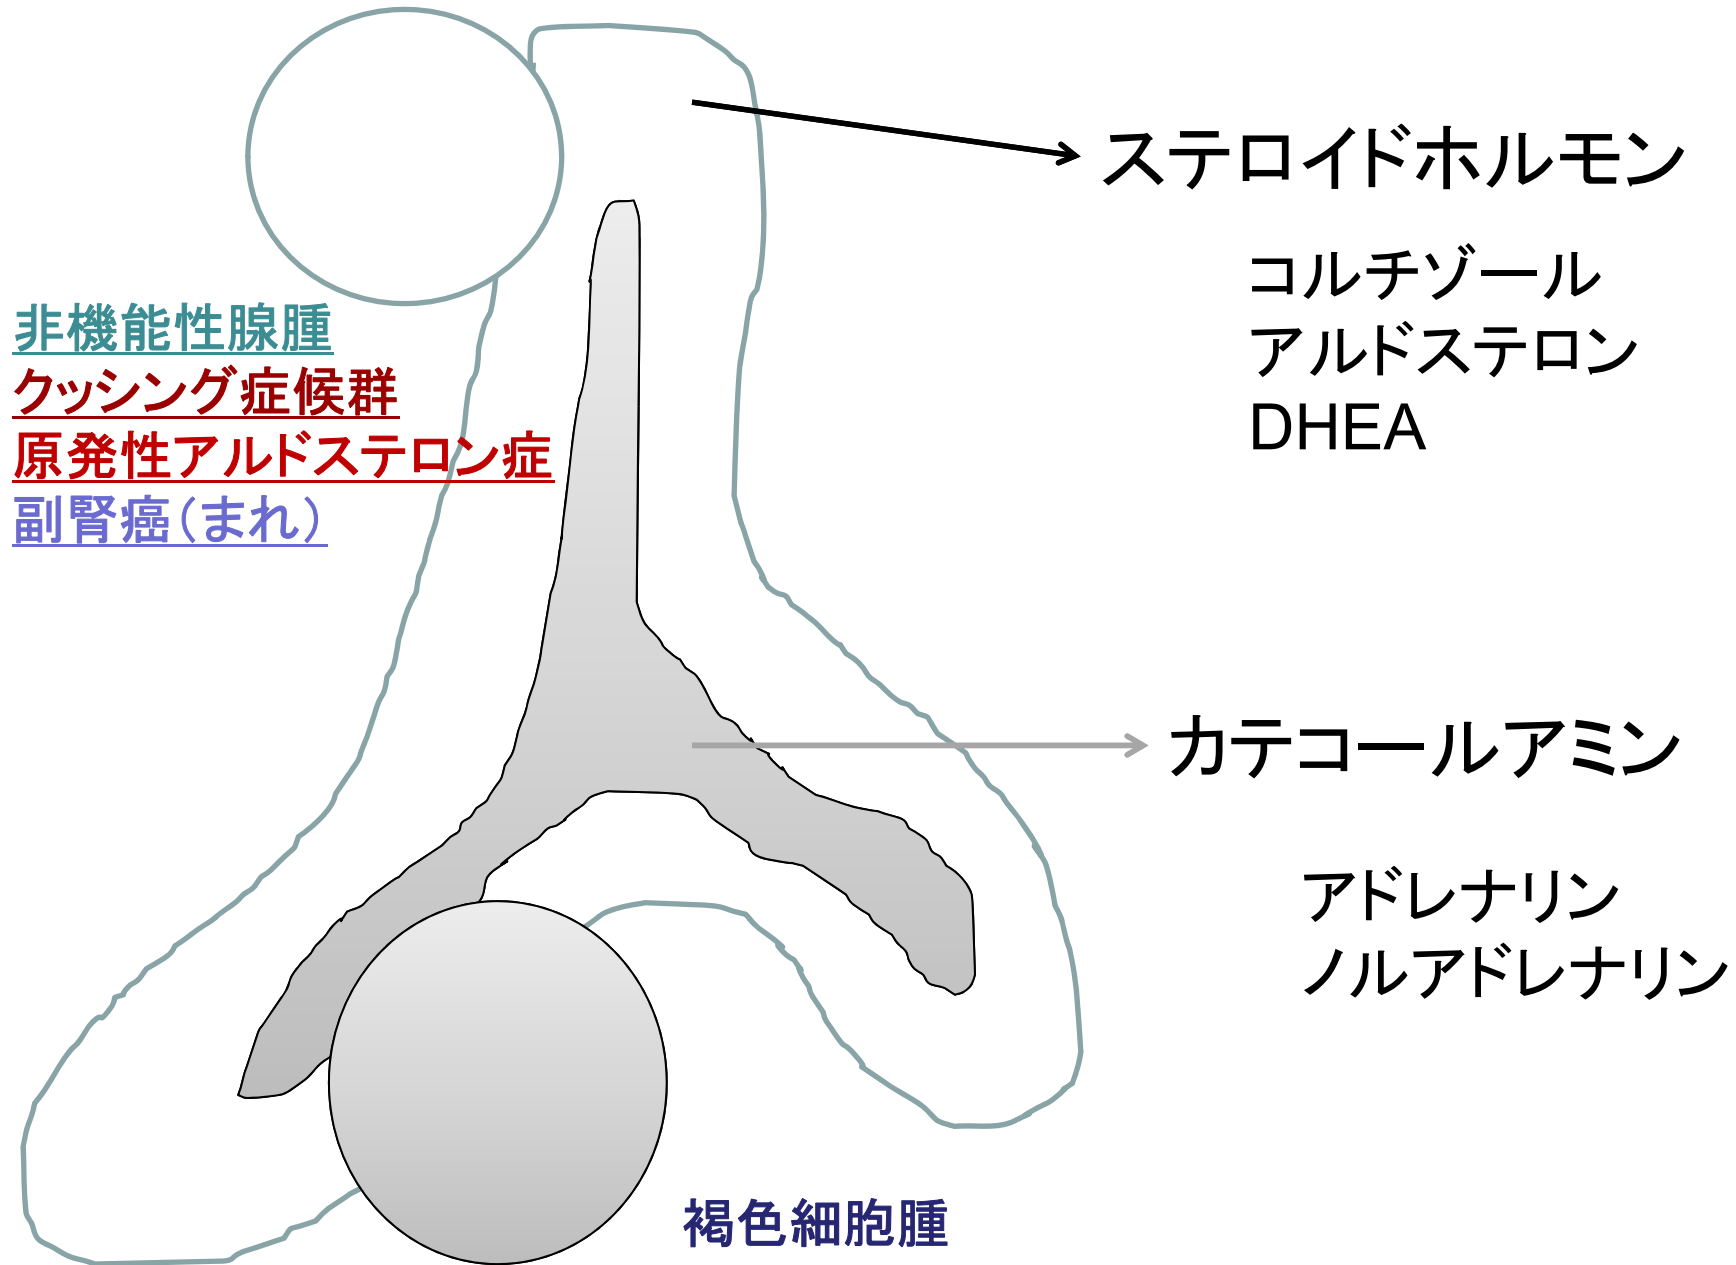 ステロイドホルモン
コルチゾール
アルドステロン
DHEA
非機能性腺腫
クッシング症候群
原発性アルドステロン症
副腎癌（まれ）
カテコールアミン
アドレナリン
ノルアドレナリン
褐色細胞腫